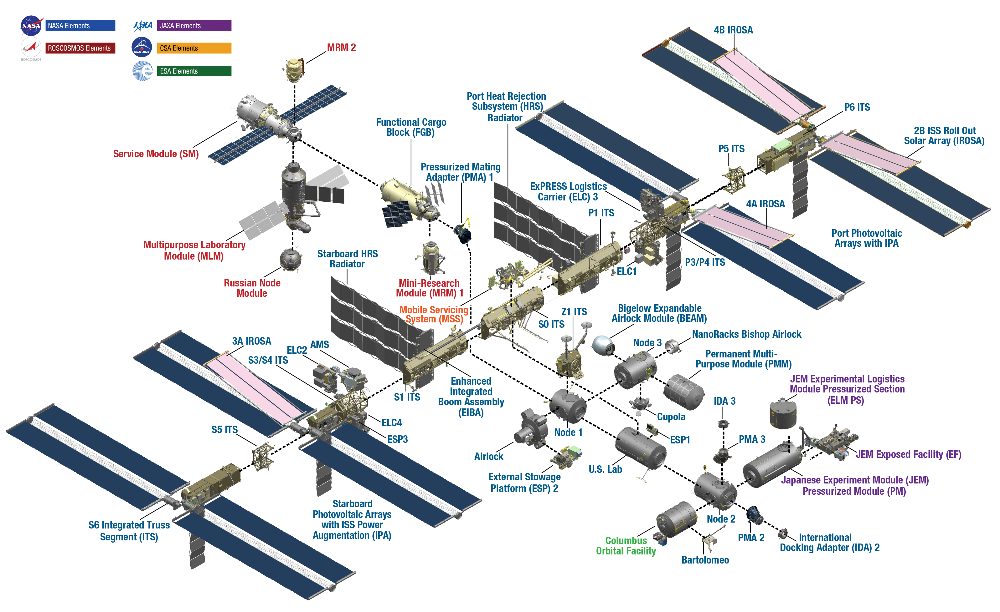 NASA
NASA Elements
JAXA
JAXA Elements
ROSCOSMOS
ROSCOSMOS Elements
CSA ASC
CSA Elements
esa
ESA Elements
MRM 2
4B IROSA
Port Heat Rejection
Subsystem (HRS)
Radiator
P6 ITS
Functional Cargo
Block (FGB)
2B ISS Roll Out
Solar Array (IROSA)
P5 ITS
Service Module (SM)
Pressurized Mating
Adapter (PMA) 1
ExPRESS Logistics
Carrier (ELC) 3
4A IROSA
P1 ITS
Port Photovoltaic
Arrays with IPA
Multipurpose Laboratory
Module (MLM)
Starboard HRS
Radiator
P3/P4 ITS
ELC1
Russian Node
Module
Mini-Research
Module (MRM) 1
Mobile Servicing
System (MSS)
Z1 ITS
S0 ITS
Bigelow Expandable
Airlock Module (BEAM)
NanoRacks Bishop Airlock
Node 3
3A IROSA
AMS
ELC2
S3/S4 ITS
Permanent Multi-
Purpose Module (PMM)
Enhanced
Integrated
Boom Assembly
(EIBA)
S1 ITS
JEM Experimental Logistics
Module Pressurized Section
(ELM PS)
IDA 3
Cupola
ELC4
S5 ITS
Node 1
ESP3
ESP1
PMA 3
Airlock
JEM Exposed Facility (EF)
U.S. Lab
External Stowage
Platform (ESP) 2
Japanese Experiment Module (JEM)
Pressurized Module (PM)
Starboard
Photovoltaic Arrays
with ISS Power
Augmentation (IPA)
Node 2
S6 Integrated Truss
Segment (ITS)
PMA 2
International
Docking Adapter (IDA) 2
Columbus
Orbital Facility
Bartolomeo